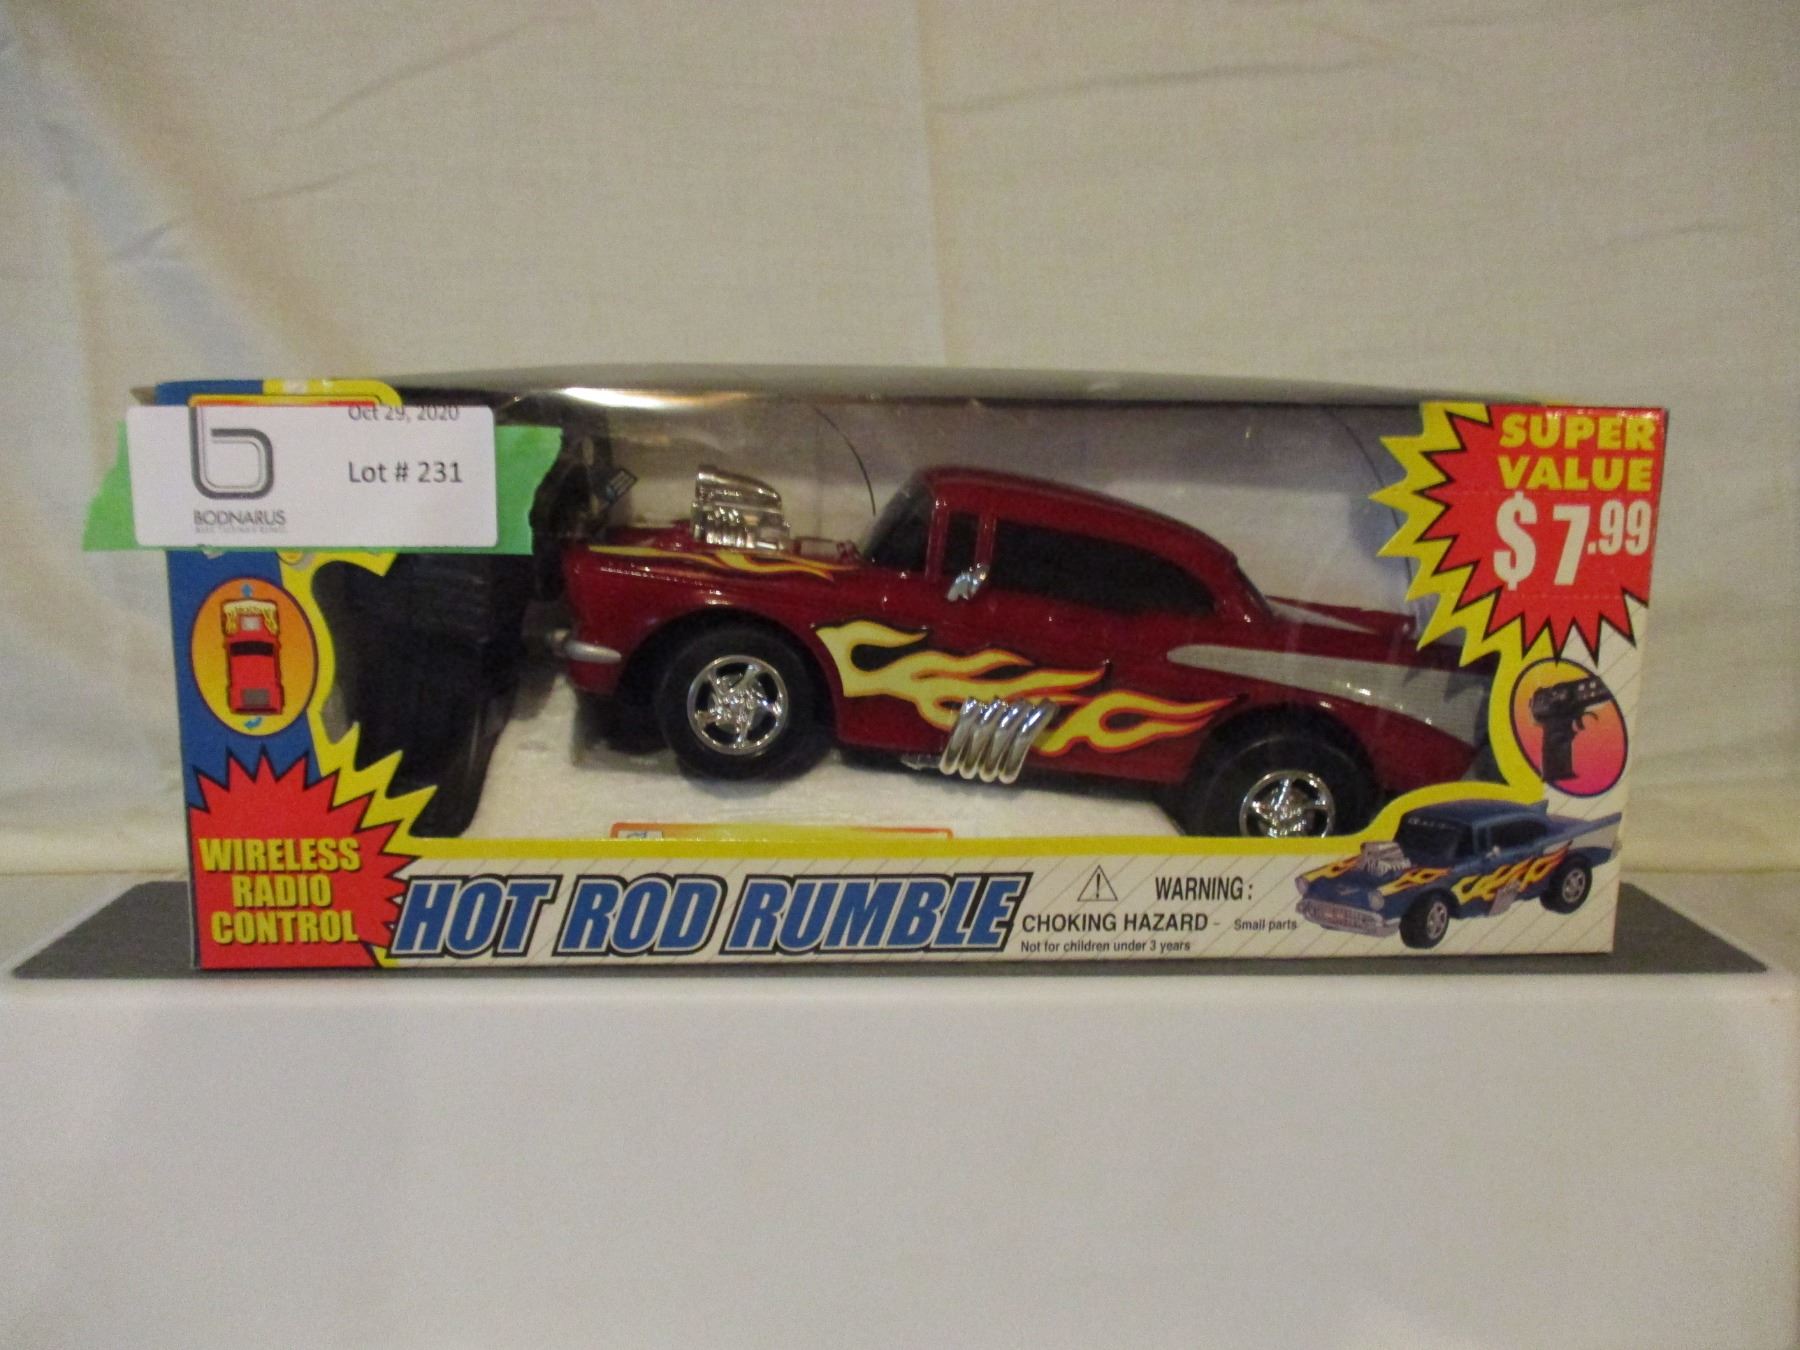 Oct 29, 2020
Lot # 231
BODNARUS
AUCTIONEERING
SUPER
VALUE
$7.99
WIRELESS
RADIO
CONTROL
HOT ROD RUMBLE
WARNING:
CHOKING HAZARD - Small parts
Not for children under 3 years